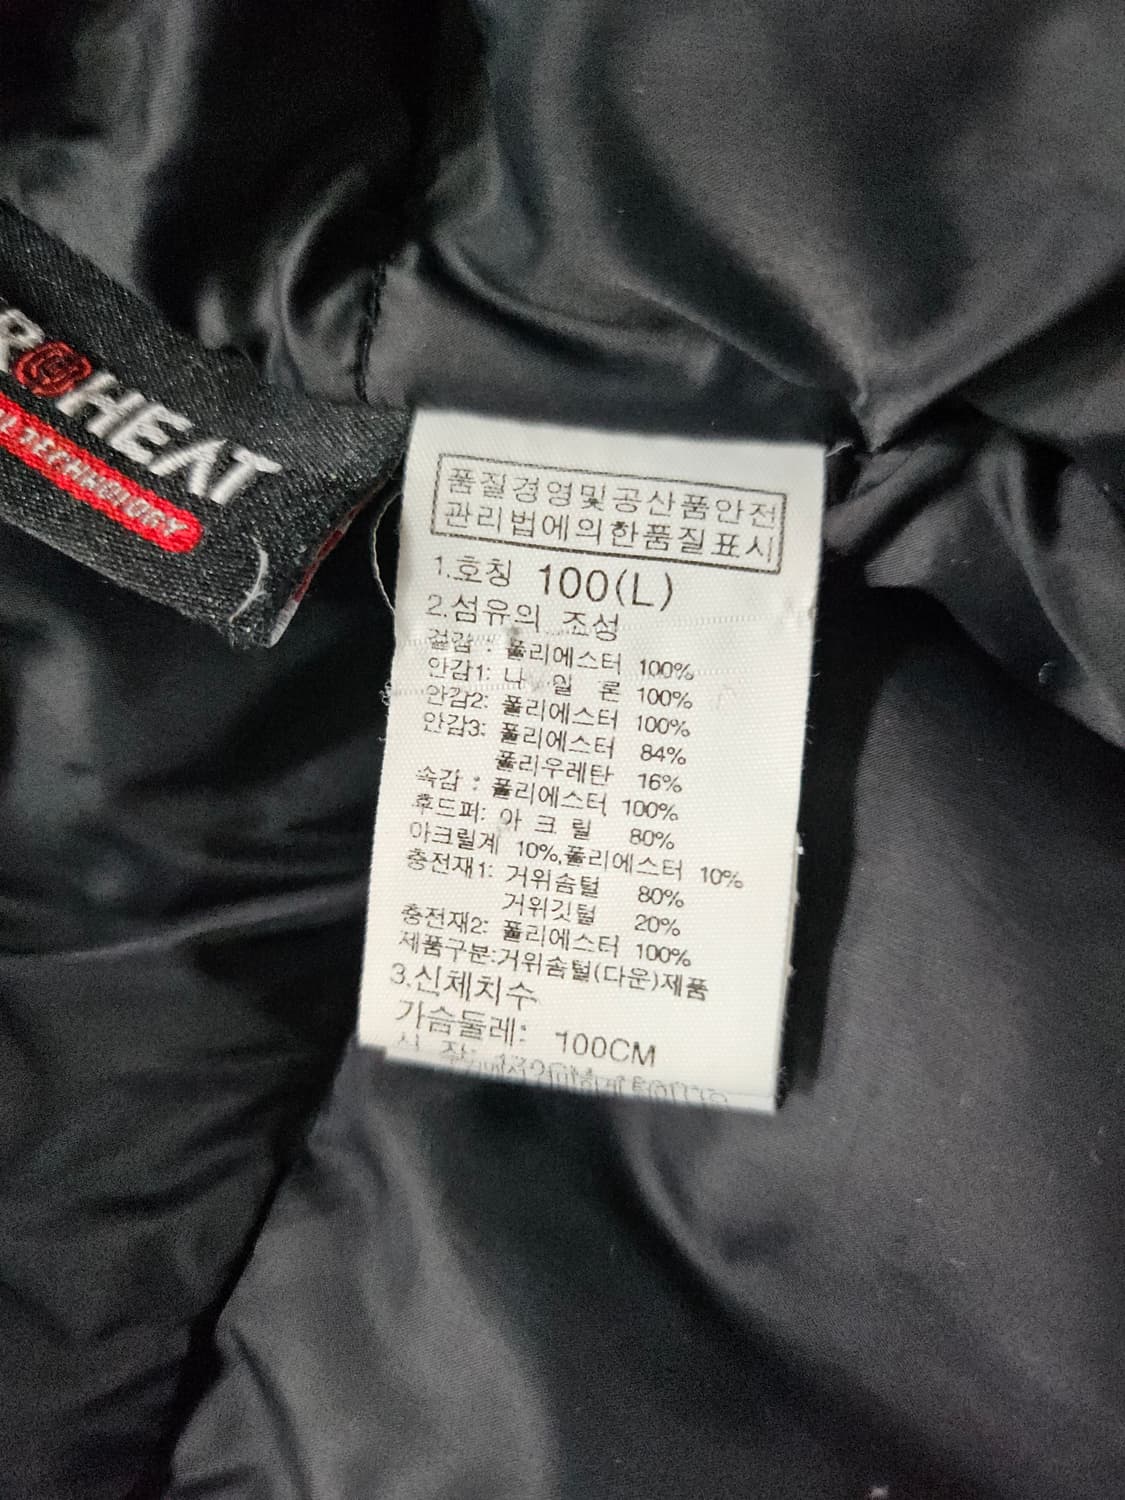 R HEAT
TECHNOLOGY
품질경영및공산품안전
관리법에의한품질표시
1.호칭 100(L)
2.섬유의 조성
겉감 : 폴리에스터 100%
안감1: 나 일 론 100%
안감2: 폴리에스터 100%
안감3: 폴리에스터 84%
폴리우레탄 16%
속감 : 폴리에스터 100%
후드퍼: 아 크 릴 80%
아크릴계 10%,폴리에스터 10%
충전재1: 거위솜털 80%
거위깃털 20%
충전재2: 폴리에스터 100%
제품구분:거위솜털(다운)제품
3.신체치수
가슴둘레: 100CM